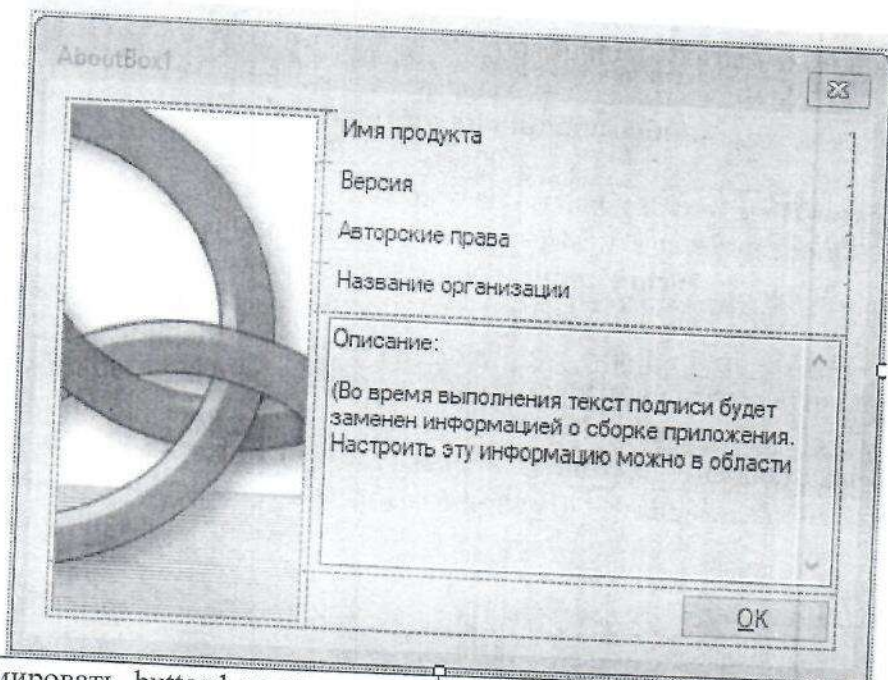 AboutBox1
Имя продукта
Версия
Авторские права
Название организации
Описание:
(Во время выполнения текст подписи будет
заменен информацией о сборке приложения.
Настроить эту информацию можно в области
OK
button1